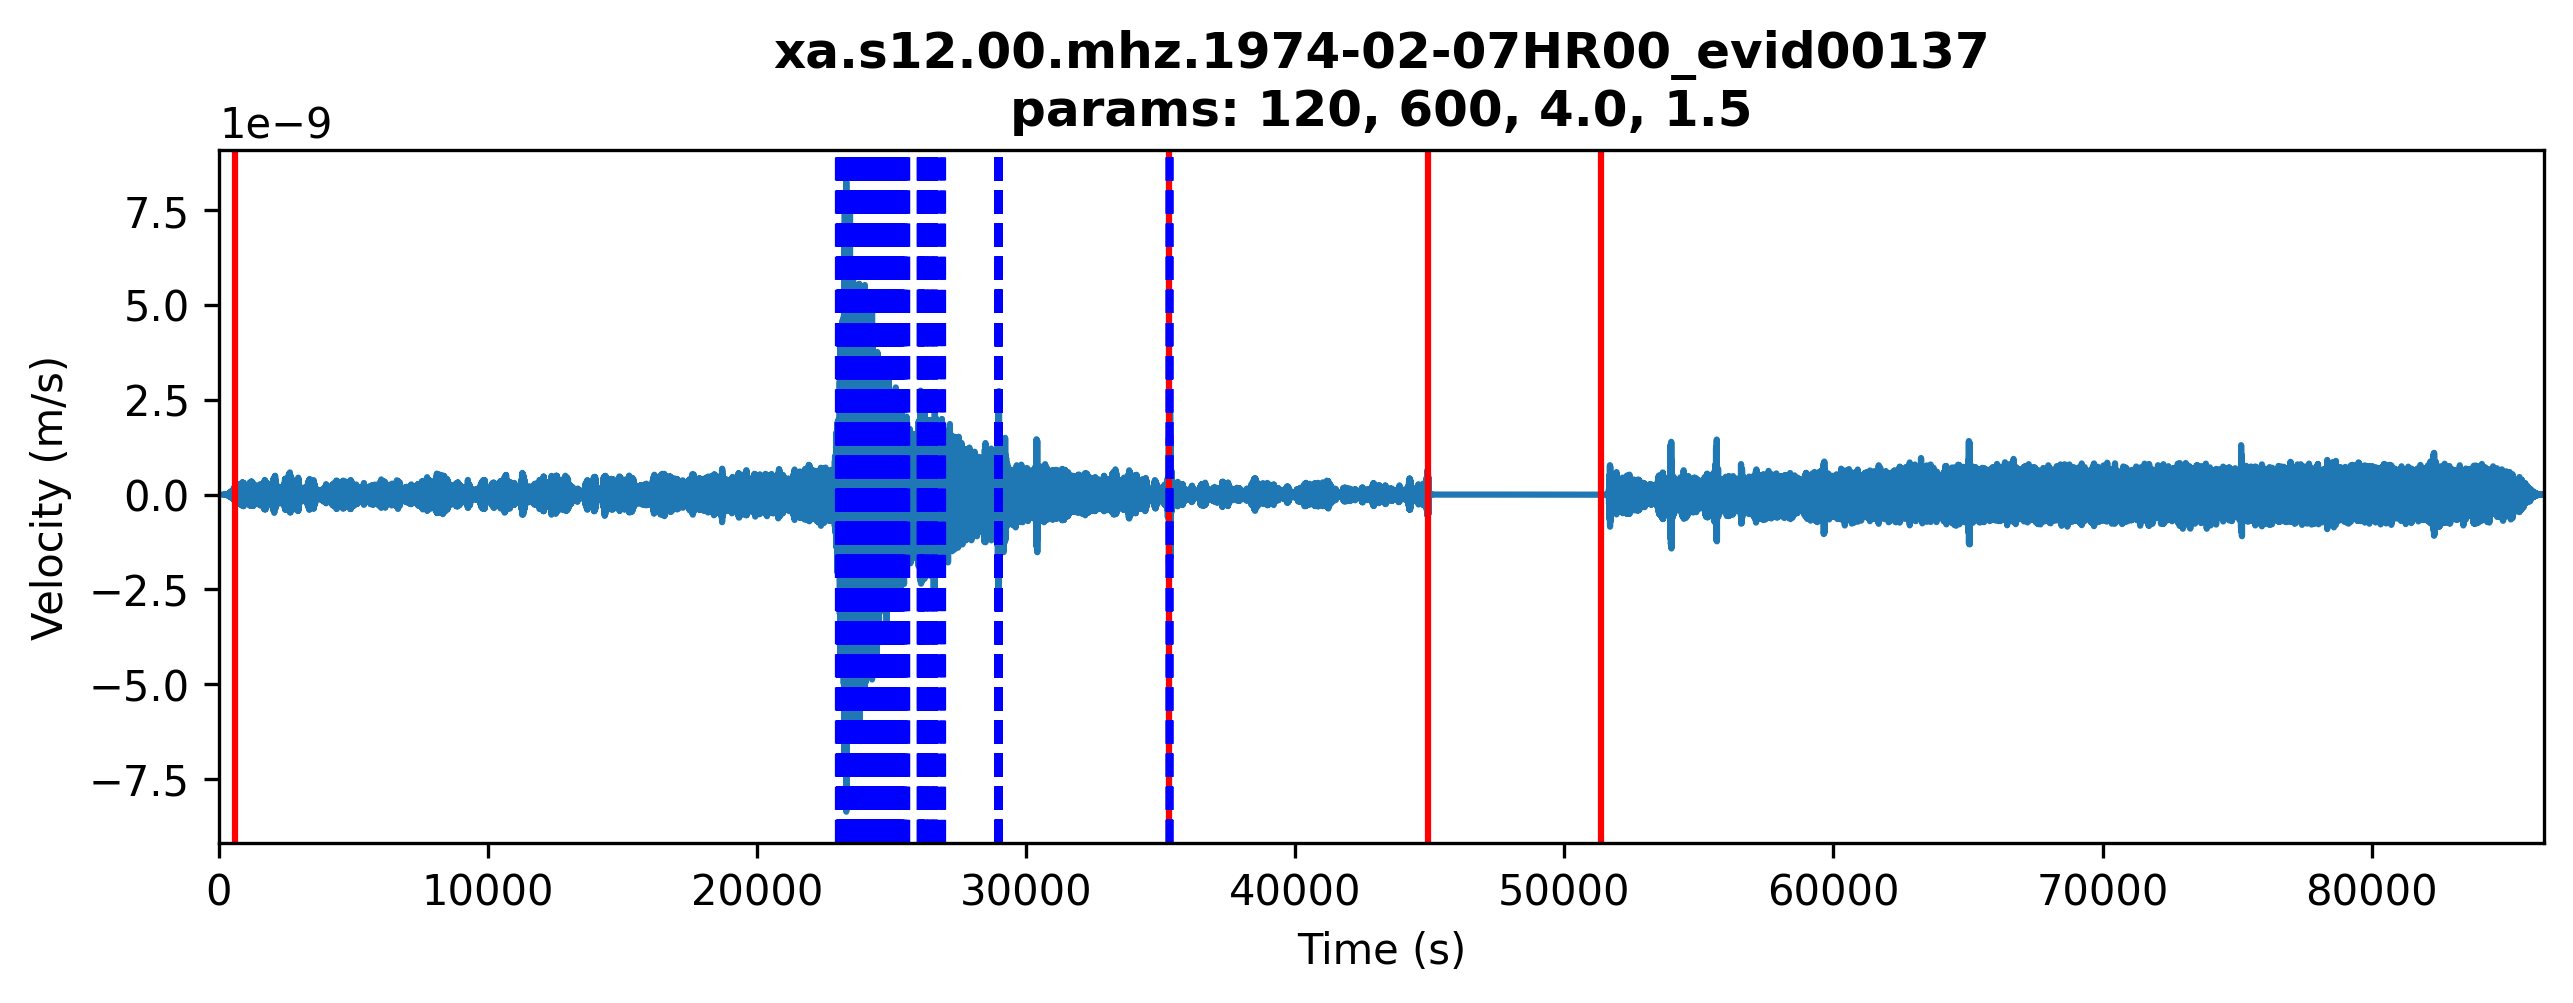 xa.s12.00.mhz.1974-02-07HR00_evid00137
params: 120, 600, 4.0, 1.5
1e−9
7.5
5.0
2.5
0.0
−2.5
−5.0
−7.5
Velocity (m/s)
0 10000 20000 30000 40000 50000 60000 70000 80000
Time (s)